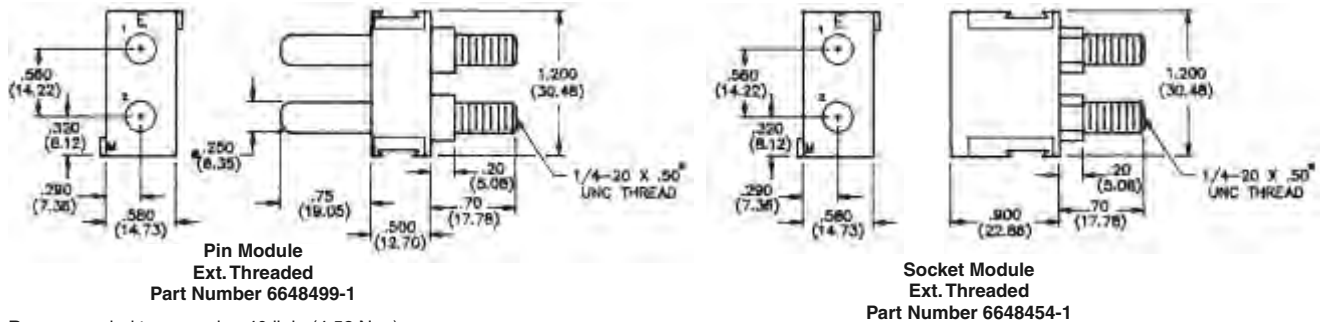 1
E
.560
(14.22)
2
.320
(8.12)
M
.290
(7.36)
.580
(14.73)
ø.250
(6.35)
.75
(19.05)
.500
(12.70)
.20
(5.08)
.70
(17.78)
1.200
(30.48)
1/4-20 X .50"
UNC THREAD
Pin Module
Ext. Threaded
Part Number 6648499-1
1
E
.560
(14.22)
2
.320
(8.12)
M
.290
(7.36)
.580
(14.73)
.900
(22.86)
.20
(5.08)
.70
(17.78)
1.200
(30.48)
1/4-20 X .50"
UNC THREAD
Socket Module
Ext. Threaded
Part Number 6648454-1